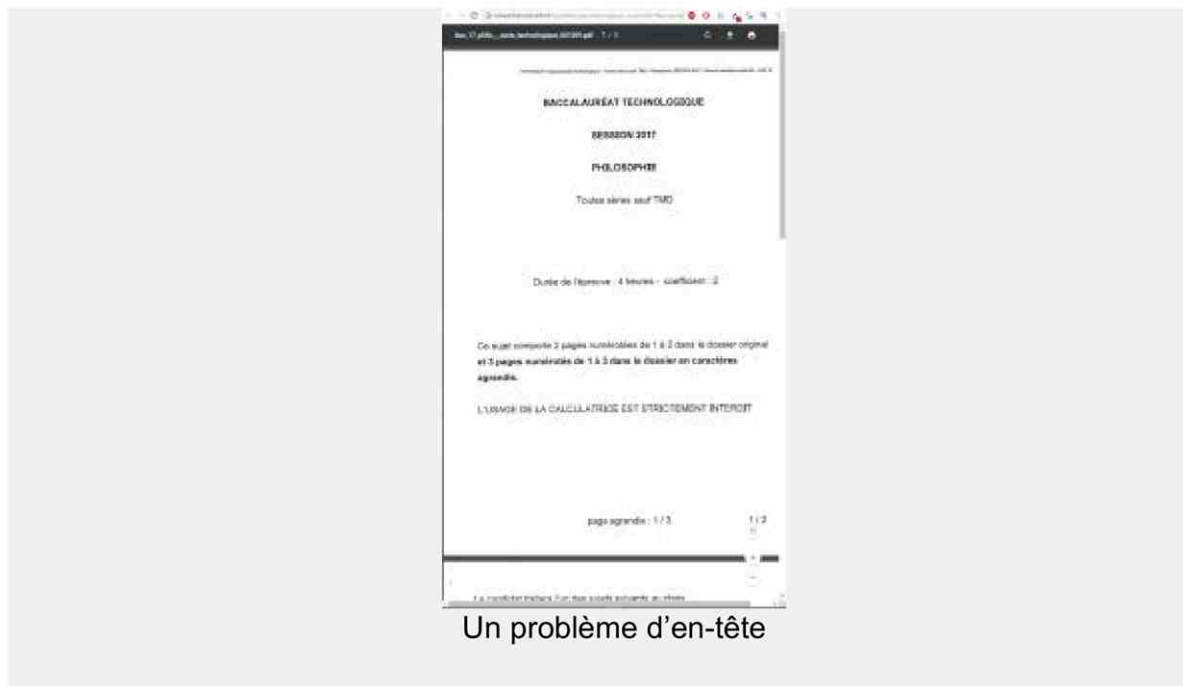 BACCALAURÉAT TECHNOLOGIQUE
SESSION 2017
PHILOSOPHIE
Toutes séries sauf TMD
Durée de l'épreuve : 4 heures - coefficient : 2
Ce sujet comporte 2 pages numérotées de 1 à 2 dans le dossier original
et 3 pages numérotés de 1 à 3 dans le dossier en caractères
agrandis.
L'USAGE DE LA CALCULATRICE EST STRICTEMENT INTERDIT
page agrandie : 1 / 3
1 / 2
Un problème d'en-tête